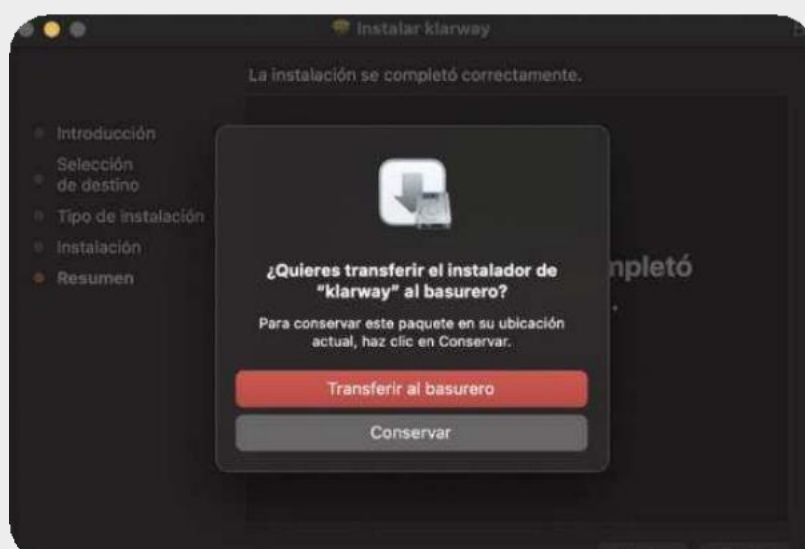 Instalar klarway
La instalación se completó correctamente.
Introducción
Selección
de destino
Tipo de instalación
Instalación
Resumen
¿Quieres transferir el instalador de
"klarway" al basurero?
Para conservar este paquete en su ubicación
actual, haz clic en Conservar.
Transferir al basurero
Conservar
mpletó